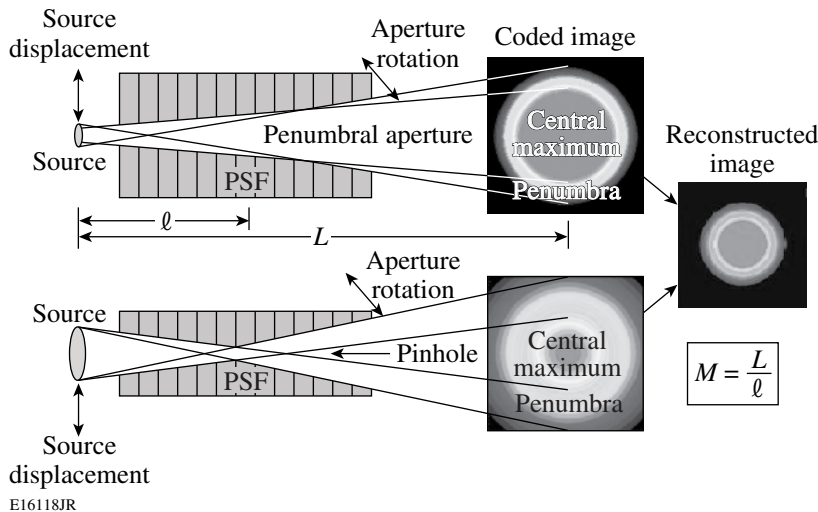 Source
displacement
Aperture
rotation
Coded image
Source
Penumbral aperture
PSF
Central
maximum
Penumbra
Reconstructed
image
ℓ
L
Aperture
rotation
Source
Pinhole
PSF
Central
maximum
Penumbra
M = L/ℓ
Source
displacement
E16118JR